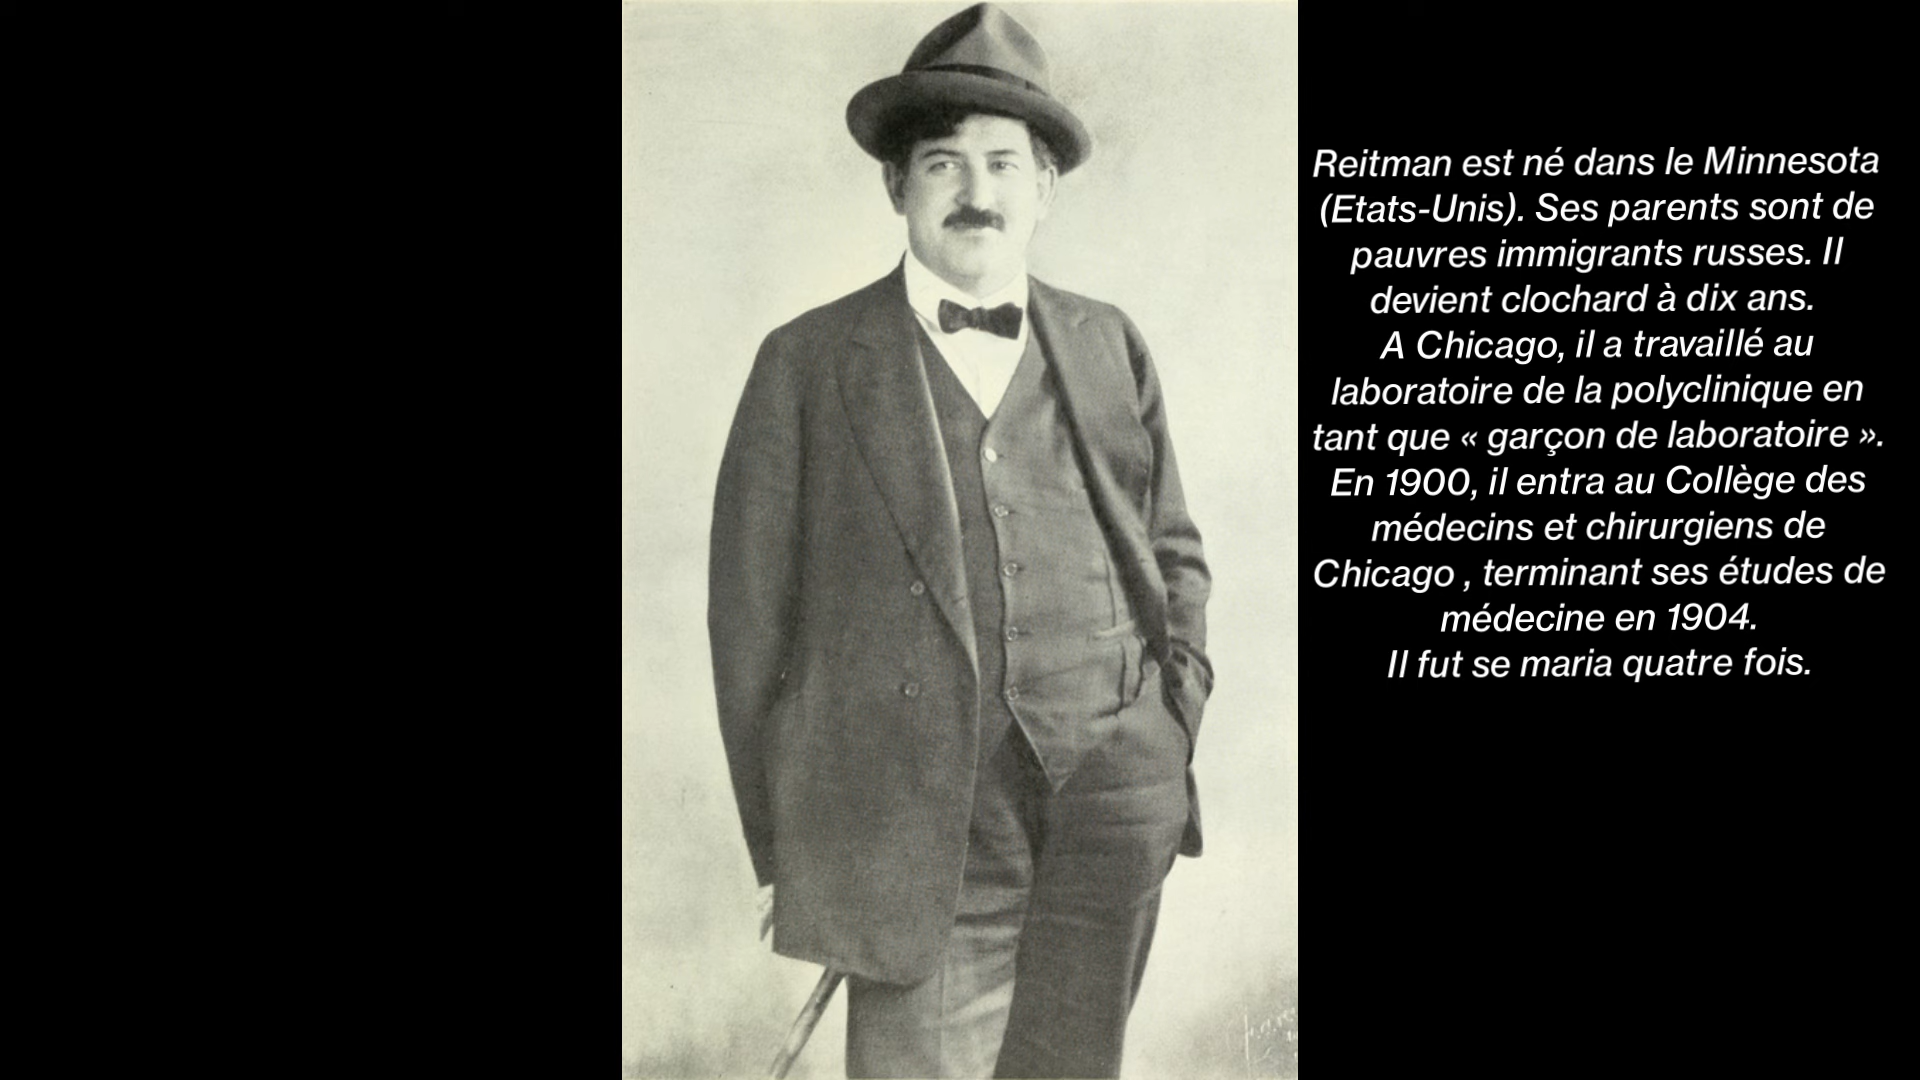 Reitman est né dans le Minnesota
(Etats-Unis). Ses parents sont de
pauvres immigrants russes. Il
devient clochard à dix ans.
A Chicago, il a travaillé au
laboratoire de la polyclinique en
tant que « garçon de laboratoire ».
En 1900, il entra au Collège des
médecins et chirurgiens de
Chicago , terminant ses études de
médecine en 1904.
Il fut se maria quatre fois.